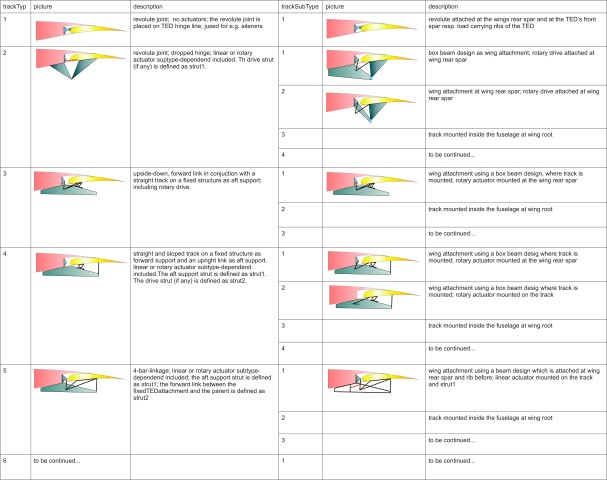 trackTyp picture description trackSubType picture description
1
revolute joint; no actuators; the revolute joint is
placed on TED hinge line; jused for e.g. ailerons
1
revolute attached at the wings rear spar and at the TED's front
spar resp. load carrying ribs of the TED
2
revolute joint; dropped hinge; linear or rotary
actuator suptype-dependend included. Th drive strut
(if any) is defined as strut1.
1
box beam design as wing attachment; rotary drive attached at
wing rear spar
2
wing attachment at wing rear spar; rotary drive attached at wing
rear spar
3
track mounted inside the fuselage at wing root
4
to be continued...
3
upside-down, forward link in conjuction with a
straight track on a fixed structure as aft support;
including rotary drive.
1
wing attachment using a box beam design, where track is
mounted; rotary actuator mounted at the wing rear spar
2
track mounted inside the fuselage at wing root
3
to be continued...
4
straight and sloped track on a fixed structure as
forward support and an upright link as aft support.
linear or rotary actuator subtype-dependend
included.The aft support strut is defined as strut1.
The drive strut (if any) is defined as strut2.
1
wing attachment using a box beam desig where track is
mounted; rotary actuator mounted at the wing rear spar
2
wing attachment using a box beam desig where track is
mounted; rotary actuator mounted on the track
3
track mounted inside the fuselage at wing root
4
to be continued...
5
4-bar-linkage; linear or rotary actuator subtype-
dependend included; the aft support strut is defined
as strut1; the forward link between the
fixedTEDattachment and the parent is defined as
strut2
1
wing attachment using a beam design which is attached at wing
rear spar and rib before; linear actuator mounted on the track
and strut1
2
track mounted inside the fuselage at wing root
3
to be continued...
6
to be continued...
1
to be continued...